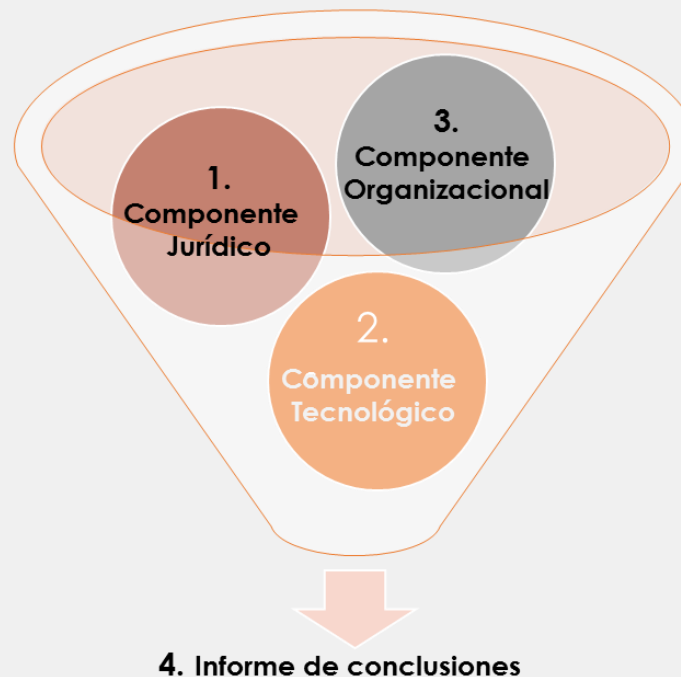 1.
Componente
Jurídico
3.
Componente
Organizacional
2.
Componente
Tecnológico
4. Informe de conclusiones